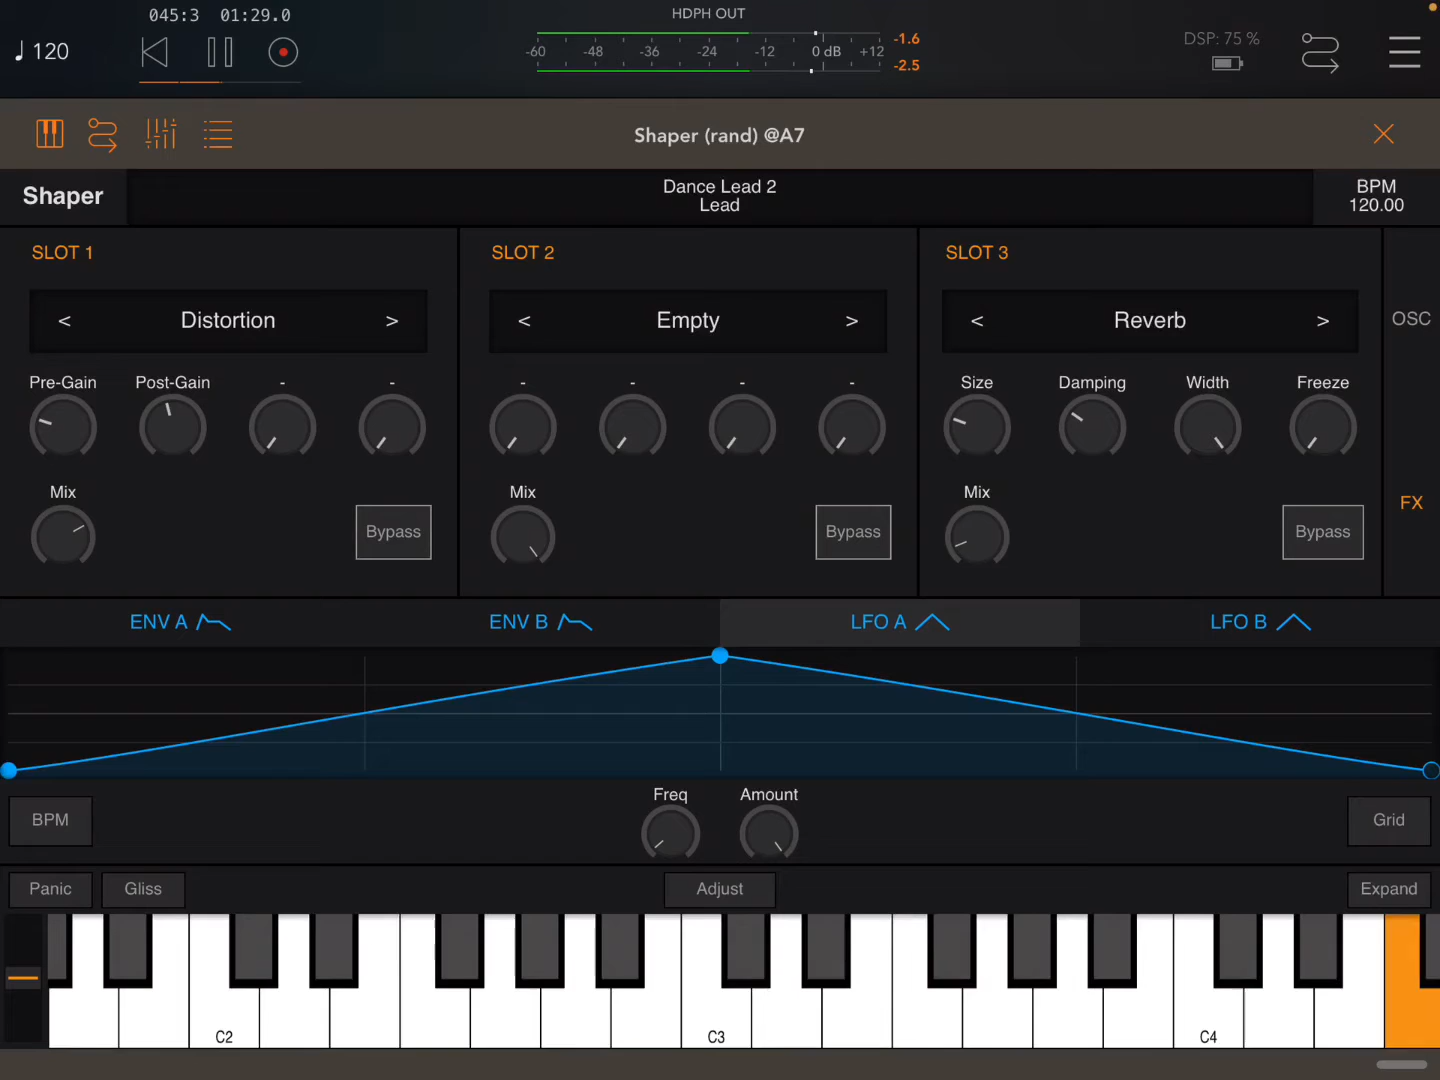 045:3 01:29.0
HDPH OUT
♩ 120
-60 -48 -36 -24 -12 0 dB +12
-1.6
-2.5
DSP: 75 %
Shaper (rand) @A7
Shaper
Dance Lead 2
Lead
BPM
120.00
SLOT 1
SLOT 2
SLOT 3
< Distortion >
< Empty >
< Reverb >
OSC
Pre-Gain Post-Gain - -
- - - -
Size Damping Width Freeze
Mix
Bypass
Mix
Bypass
Mix
Bypass
FX
ENV A
ENV B
LFO A
LFO B
BPM
Freq
Amount
Grid
Panic
Gliss
Adjust
Expand
C2
C3
C4